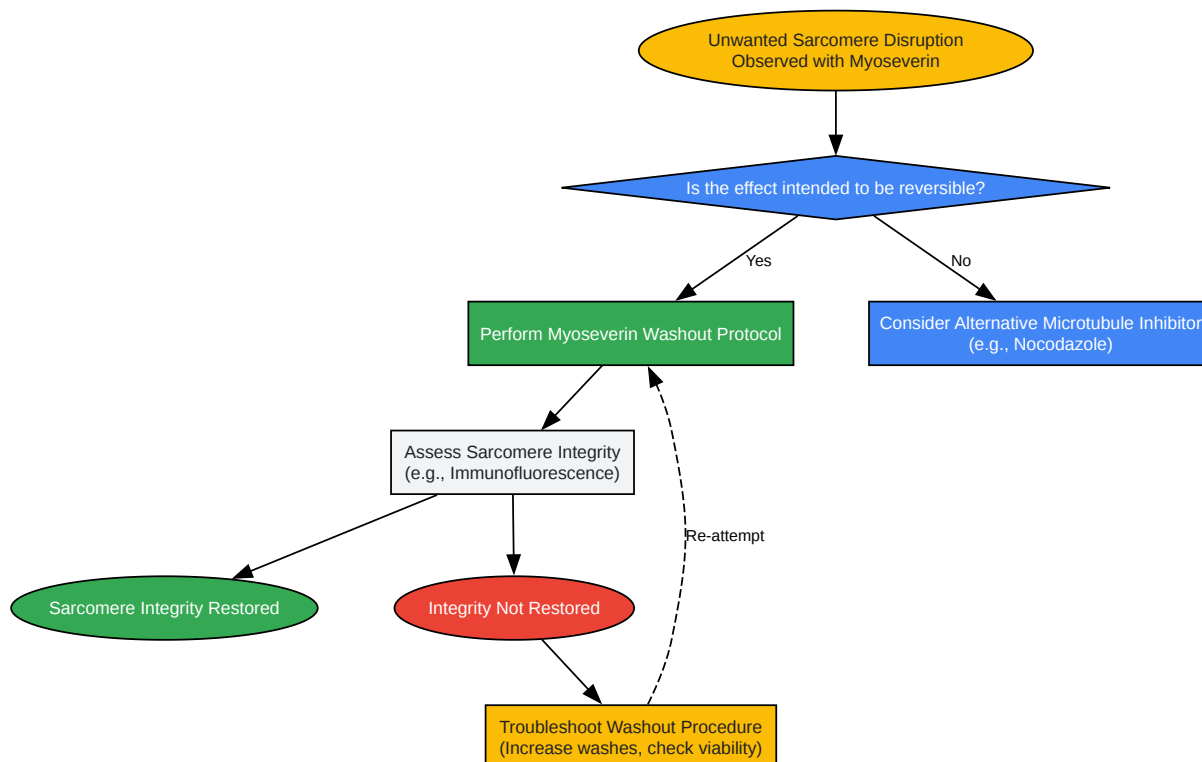 Unwanted Sarcomere Disruption
Observed with Myoseverin
Is the effect intended to be reversible?
Yes
No
Perform Myoseverin Washout Protocol
Consider Alternative Microtubule Inhibitor
(e.g., Nocodazole)
Assess Sarcomere Integrity
(e.g., Immunofluorescence)
Re-attempt
Sarcomere Integrity Restored
Integrity Not Restored
Troubleshoot Washout Procedure
(Increase washes, check viability)